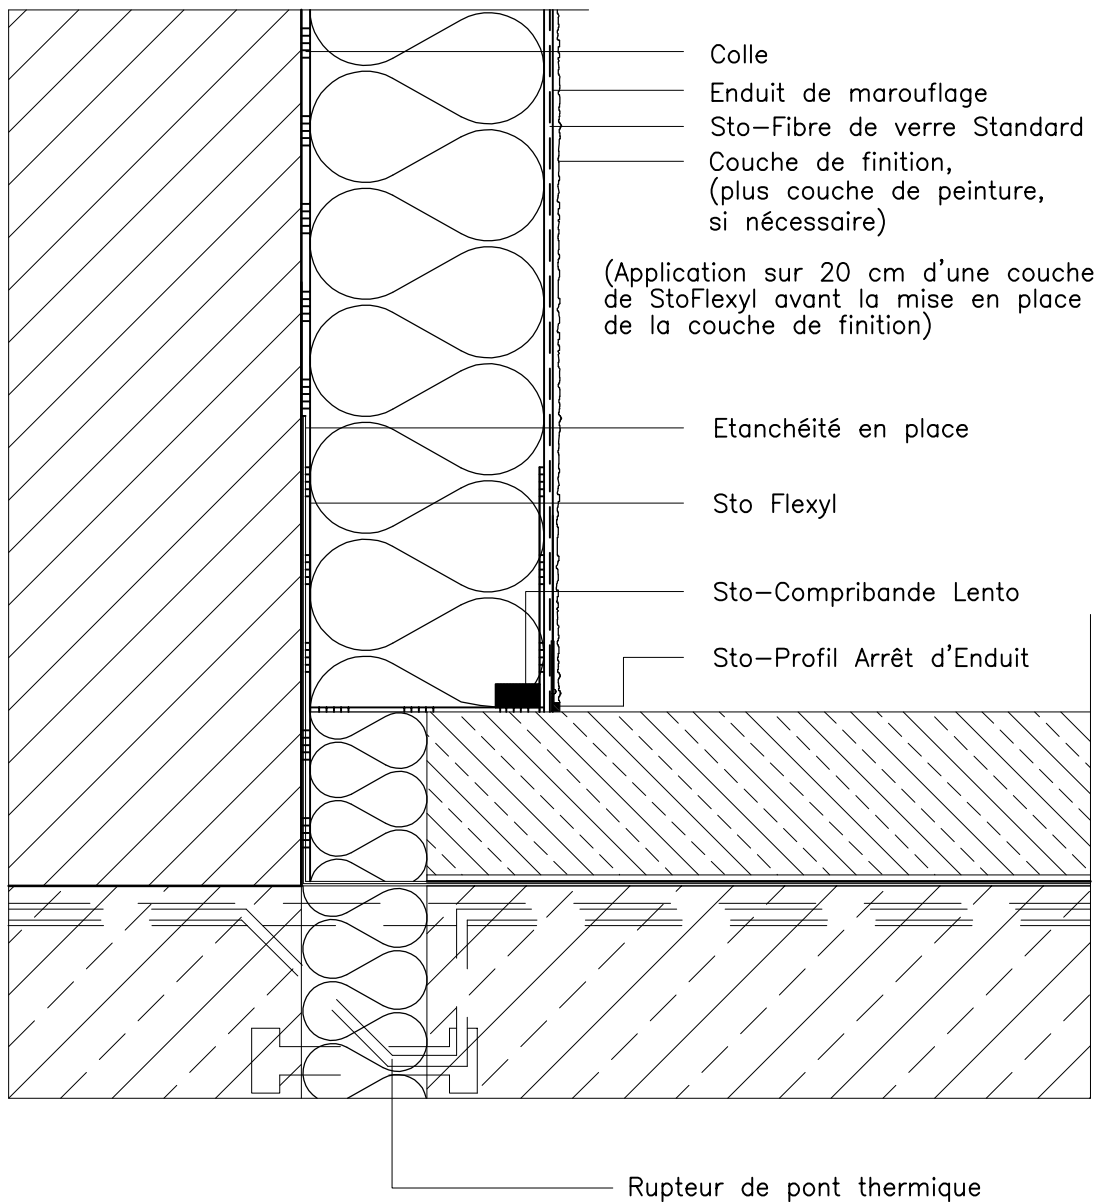 Colle
Enduit de marouflage
Sto-Fibre de verre Standard
Couche de finition,
(plus couche de peinture,
si nécessaire)
(Application sur 20 cm d'une couche
de StoFlexyl avant la mise en place
de la couche de finition)
Etanchéité en place
Sto Flexyl
Sto-Compribande Lento
Sto-Profil Arrêt d'Enduit
Rupteur de pont thermique